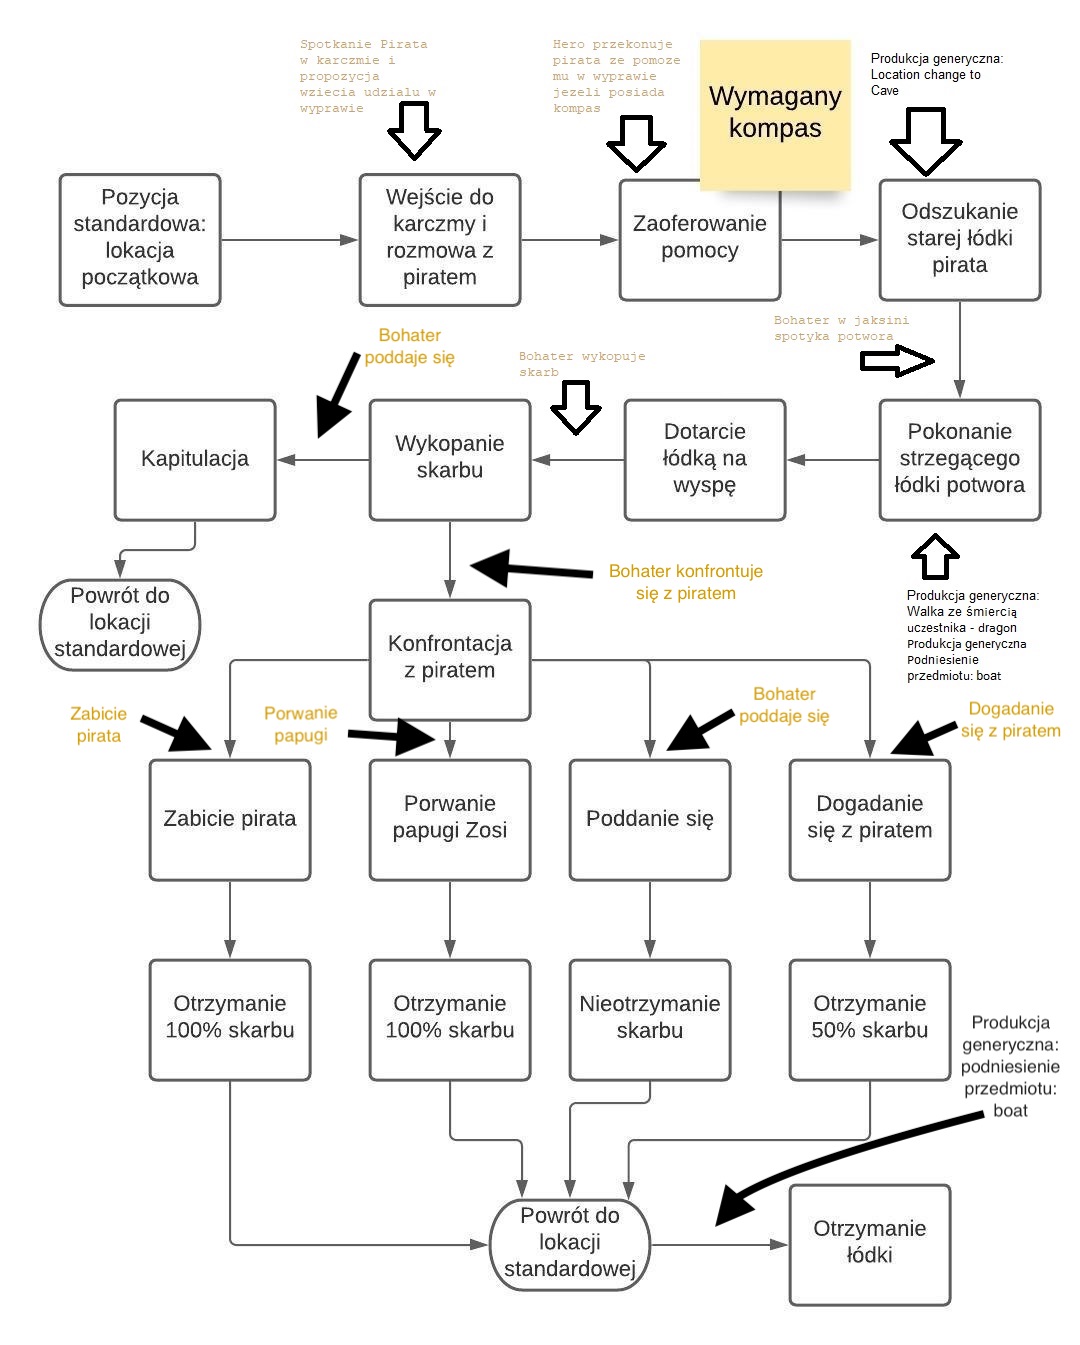 Spotkanie Pirata
w karczmie i
propozycja
wziecia udzialu w
wyprawie
Hero przekonuje
pirata ze pomoze
mu w wyprawie
jezeli posiada
kompas
Wymagany
kompas
Produkcja generyczna:
Location change to
Cave
Pozycja
standardowa:
lokacja
początkowa
Wejście do
karczmy i
rozmowa z
piratem
Zaoferowanie
pomocy
Odszukanie
starej łódki
pirata
Bohater
poddaje się
Bohater wykopuje
skarb
Bohater w jaksini
spotyka potwora
Kapitulacja
Wykopanie
skarbu
Dotarcie
łódką na
wyspę
Pokonanie
strzegącego
łódki potwora
Powrót do
lokacji
standardowej
Bohater konfrontuje
się z piratem
Produkcja generyczna:
Walka ze śmiercią
uczestnika - dragon
Produkcja generyczna
Podniesienie
przedmiotu: boat
Konfrontacja
z piratem
Zabicie
pirata
Porwanie
papugi
Bohater
poddaje się
Dogadanie
się z piratem
Zabicie pirata
Porwanie
papugi Zosi
Poddanie się
Dogadanie
się z piratem
Otrzymanie
100% skarbu
Otrzymanie
100% skarbu
Nieotrzymanie
skarbu
Otrzymanie
50% skarbu
Produkcja
generyczna:
podniesienie
przedmiotu:
boat
Powrót do
lokacji
standardowej
Otrzymanie
łódki